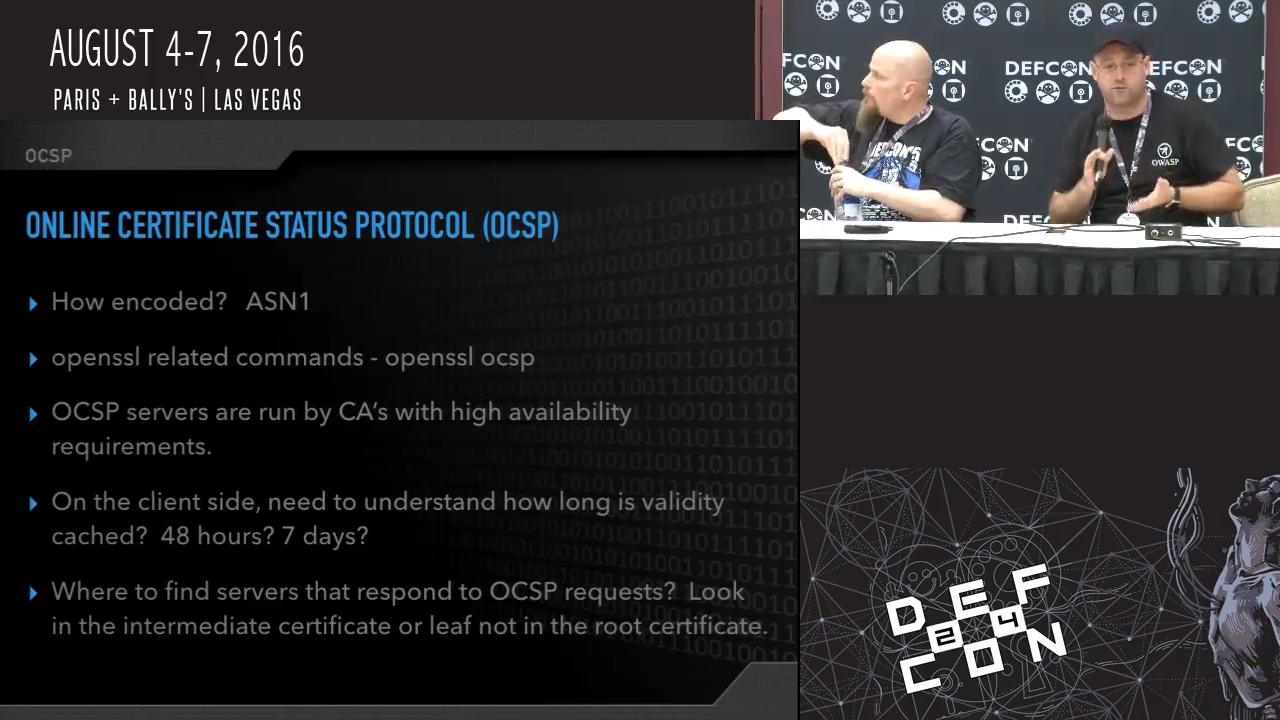 AUGUST 4-7, 2016
PARIS + BALLY'S | LAS VEGAS
OCSP
ONLINE CERTIFICATE STATUS PROTOCOL (OCSP)
How encoded?   ASN1
openssl related commands - openssl ocsp
OCSP servers are run by CA's with high availability
requirements.
On the client side, need to understand how long is validity
cached?  48 hours? 7 days?
Where to find servers that respond to OCSP requests?  Look
in the intermediate certificate or leaf not in the root certificate.
DEFCON
OWASP
DEF
24
CON